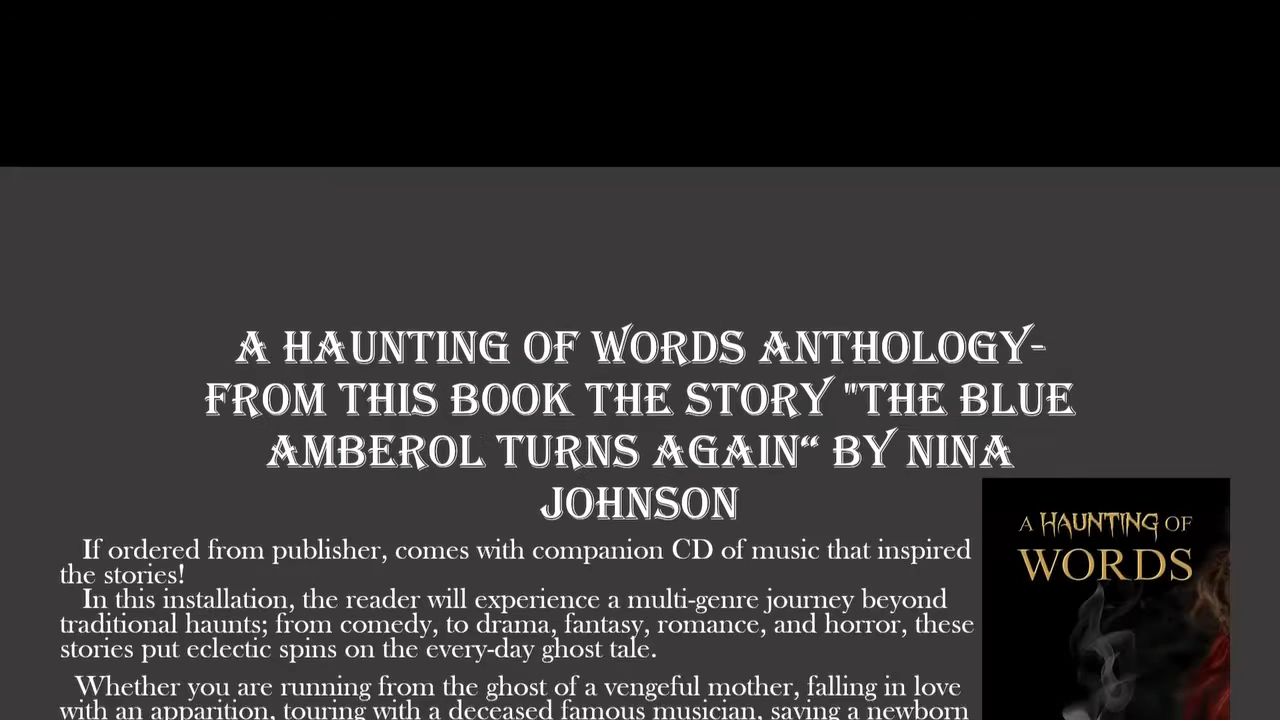 A HAUNTING OF WORDS ANTHOLOGY-
FROM THIS BOOK THE STORY "THE BLUE
AMBEROL TURNS AGAIN“ BY NINA
JOHNSON
If ordered from publisher, comes with companion CD of music that inspired
the stories!
In this installation, the reader will experience a multi-genre journey beyond
traditional haunts; from comedy, to drama, fantasy, romance, and horror, these
stories put eclectic spins on the every-day ghost tale.
Whether you are running from the ghost of a vengeful mother, falling in love
with an apparition, touring with a deceased famous musician, saving a newborn
A HAUNTING OF
WORDS